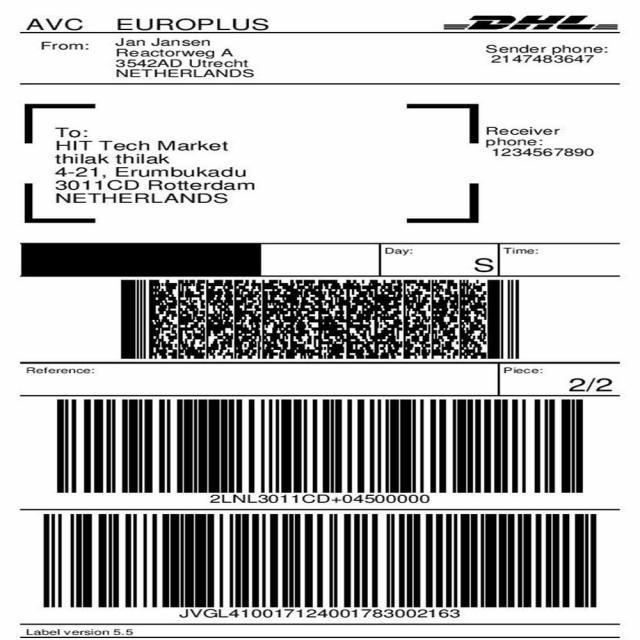 AVC EUROPLUS
DHL
From:
Jan Jansen
Reactorweg A
3542AD Utrecht
NETHERLANDS
Sender phone:
2147483647
To:
HIT Tech Market
thilak thilak
4-21, Erumbukadu
3011CD Rotterdam
NETHERLANDS
Receiver
phone:
1234567890
Day:
S
Time:
Reference:
Piece:
2/2
2LNL3011CD+04500000
JVGL4100171240017830­02163
Label version 5.5